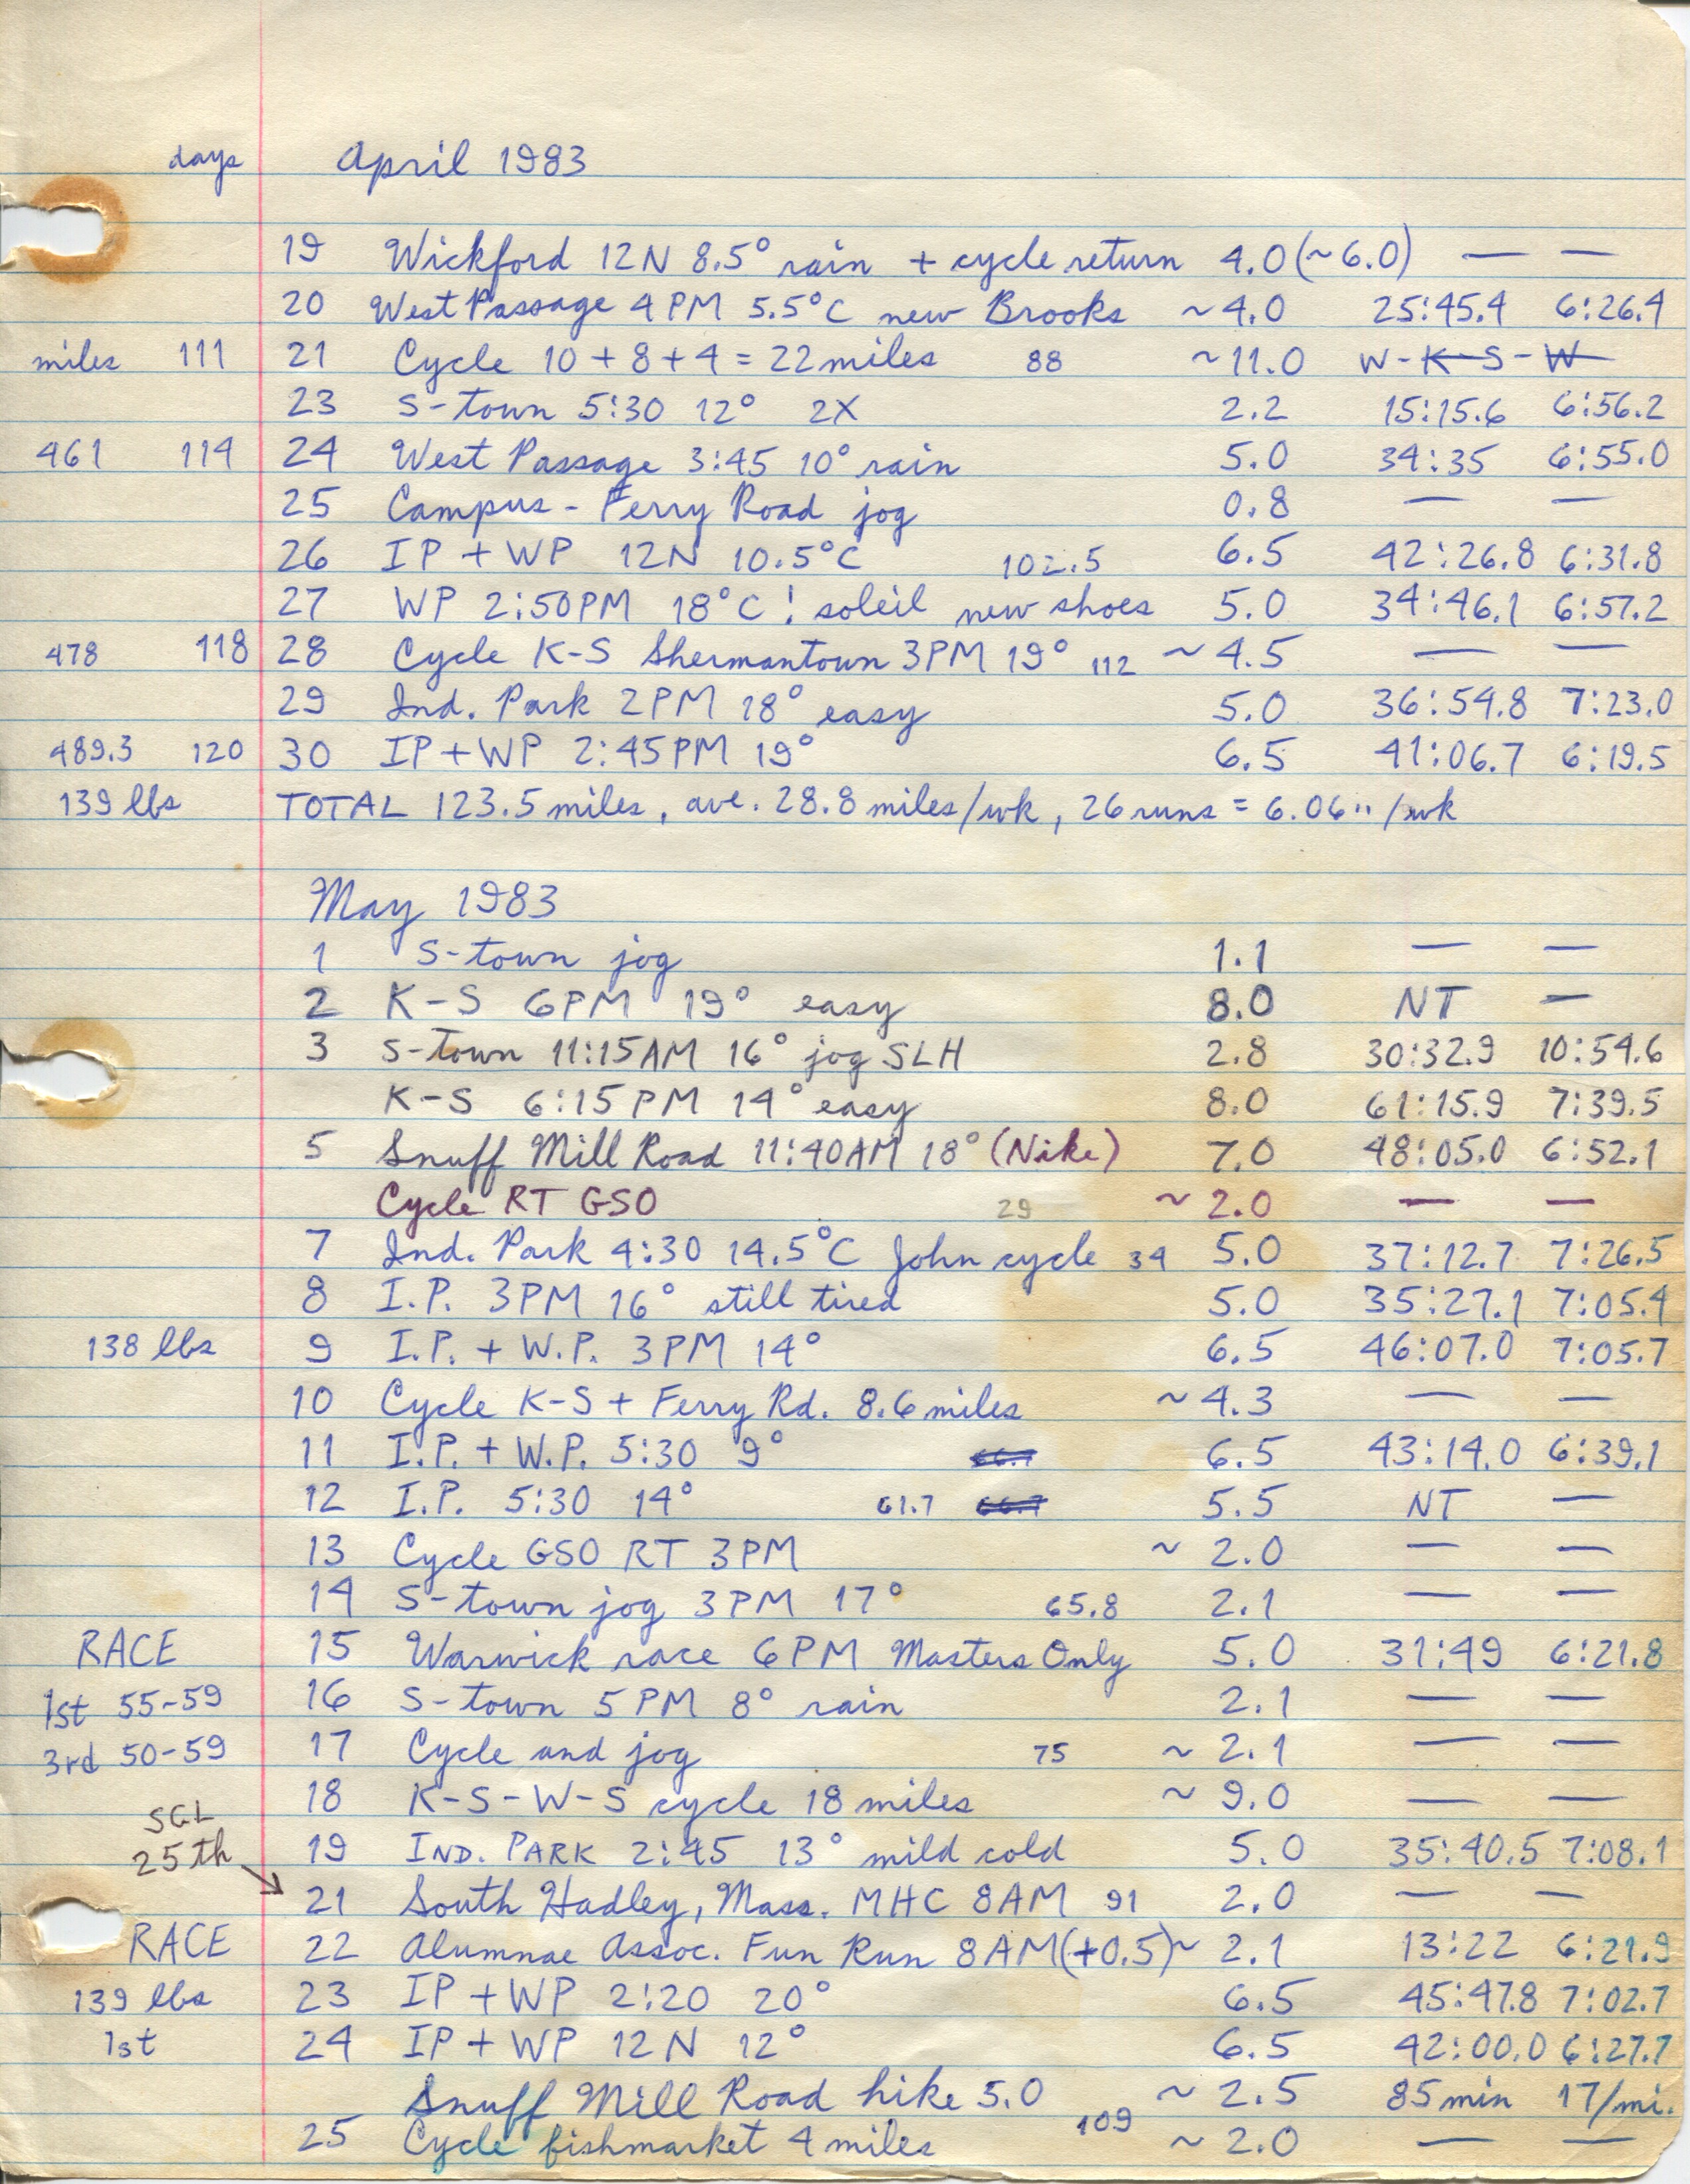 days April 1983
19 Wickford 12N 8.5° rain + cycle return 4.0 (~6.0) — —
20 West Passage 4PM 5.5°C new Brooks ~4.0 25:45.4 6:26.4
miles 111 21 Cycle 10 + 8 + 4 = 22 miles 88 ~11.0 W-K-S-W
23 S-town 5:30 12° 2X 2.2 15:15.6 6:56.2
461 114 24 West Passage 3:45 10° rain 5.0 34:35 6:55.0
25 Campus - Ferry Road jog 0.8 — —
26 IP + WP 12N 10.5°C 102.5 6.5 42:26.8 6:31.8
27 WP 2:50PM 18°C! soleil new shoes 5.0 34:46.1 6:57.2
478 118 28 Cycle K-S Shermantown 3PM 19° 112 ~4.5 — —
29 Ind. Park 2PM 18° easy 5.0 36:54.8 7:23.0
489.3 120 30 IP+WP 2:45PM 19° 6.5 41:06.7 6:19.5
139 lbs TOTAL 123.5 miles, ave. 28.8 miles/wk, 26 runs = 6.06 "/wk
May 1983
1 S-town jog 1.1 — —
2 K-S 6PM 19° easy 8.0 NT —
3 S-town 11:15AM 16° jog SLH 2.8 30:32.9 10:54.6
K-S 6:15PM 14° easy 8.0 61:15.9 7:39.5
5 Snuff Mill Road 11:40AM 18° (Nike) 7.0 48:05.0 6:52.1
Cycle RT GSO 29 ~2.0 — —
7 Ind. Park 4:30 14.5°C John cycle 34 5.0 37:12.7 7:26.5
8 I.P. 3PM 16° still tired 5.0 35:27.1 7:05.4
138 lbs 9 I.P. + W.P. 3PM 14° 6.5 46:07.0 7:05.7
10 Cycle K-S + Ferry Rd. 8.6 miles ~4.3 — —
11 I.P. + W.P. 5:30 9° 6.5 43:14.0 6:39.1
12 I.P. 5:30 14° 61.7 66.7 5.5 NT —
13 Cycle GSO RT 3PM ~2.0 — —
14 S-town jog 3PM 17° 65.8 2.1 — —
RACE 15 Warwick race 6PM Masters Only 5.0 31:49 6:21.8
1st 55-59 16 S-town 5PM 8° rain 2.1 — —
3rd 50-59 17 Cycle and jog 75 ~2.1 — —
18 K-S-W-S cycle 18 miles ~9.0 — —
SGL
25th 19 IND. PARK 2:45 13° mild cold 5.0 35:40.5 7:08.1
21 South Hadley, Mass. MHC 8AM 91 2.0 — —
RACE 22 Alumnae Assoc. Fun Run 8AM (+0.5) ~2.1 13:22 6:21.9
139 lbs 23 IP + WP 2:20 20° 6.5 45:47.8 7:02.7
1st 24 IP + WP 12N 12° 6.5 42:00.0 6:27.7
Snuff Mill Road hike 5.0 ~2.5 85 min 17/mi.
25 Cycle fishmarket 4 miles 109 ~2.0 — —